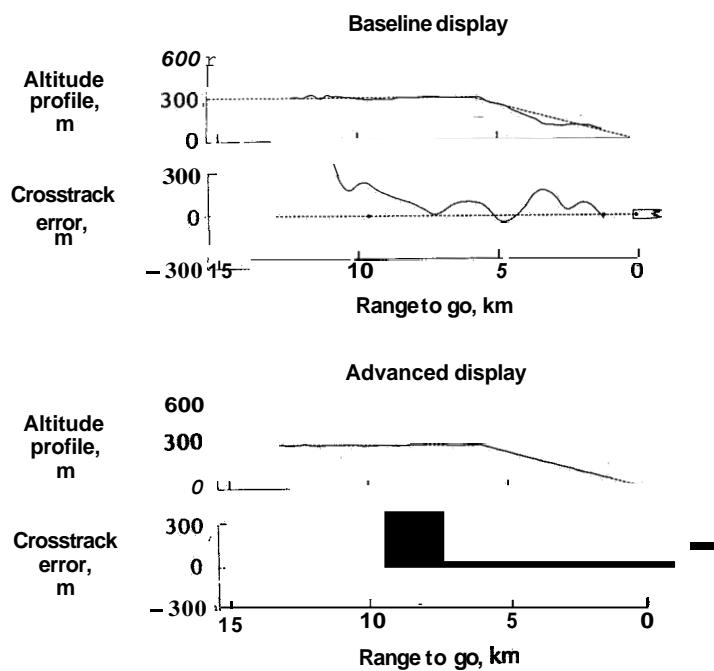 Baseline display
600
Altitude
profile,
m
300
0
300
Crosstrack
error,
m
0
– 300
15
10
5
0
Range to go, km
Advanced display
600
Altitude
profile,
m
300
0
300
Crosstrack
error,
m
0
– 300
15
10
5
0
Range to go, km